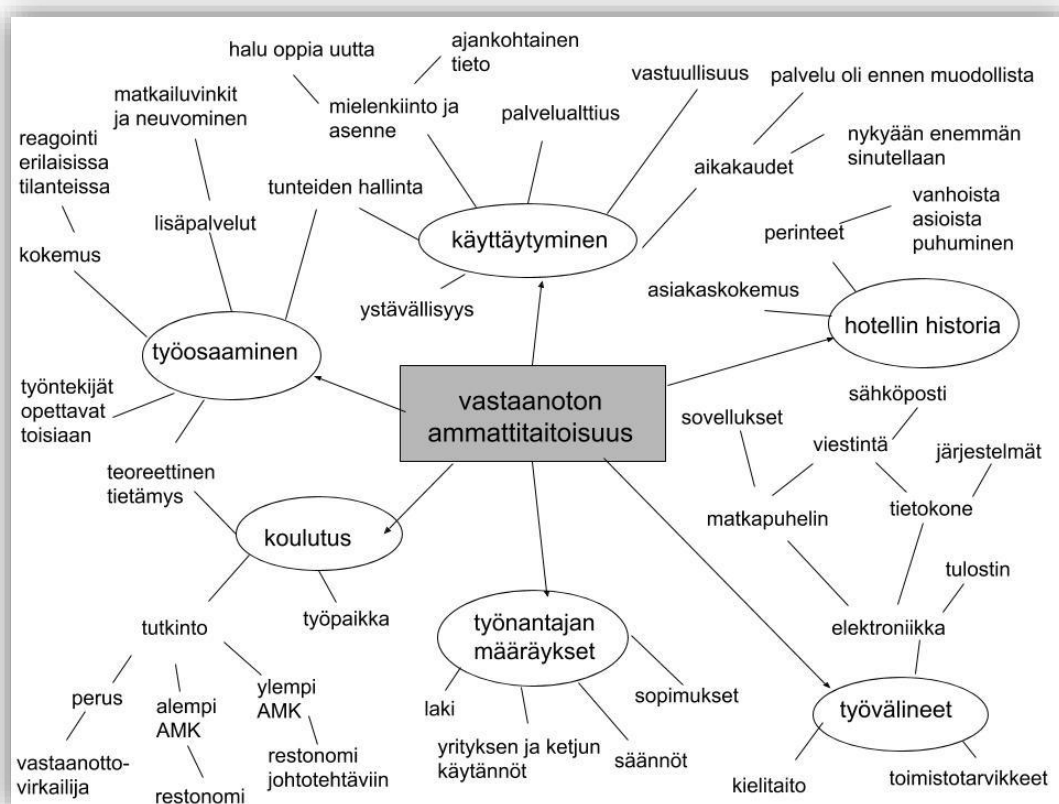 halu oppia uutta
ajankohtainen
tieto
vastuullisuus
palvelu oli ennen muodollista
matkailuvinkit
ja neuvominen
mielenkiinto ja
asenne
palvelualttius
nykyään enemmän
sinutellaan
reagointi
erilaisissa
tilanteissa
aikakaudet
tunteiden hallinta
vanhoista
asioista
puhuminen
lisäpalvelut
perinteet
kokemus
käyttäytyminen
asiakaskokemus
ystävällisyys
hotellin historia
työosaaminen
työntekijät
opettavat
toisiaan
vastaanoton
ammattitaitoisuus
sähköposti
sovellukset
viestintä
järjestelmät
teoreettinen
tietämys
matkapuhelin
tietokone
koulutus
tulostin
työpaikka
tutkinto
työnantajan
määräykset
elektroniikka
perus
alempi
AMK
ylempi
AMK
laki
sopimukset
työvälineet
vastaanotto-
virkailija
restonomi
restonomi
johtotehtäviin
yrityksen ja ketjun
käytännöt
säännöt
kielitaito
toimistotarvikkeet